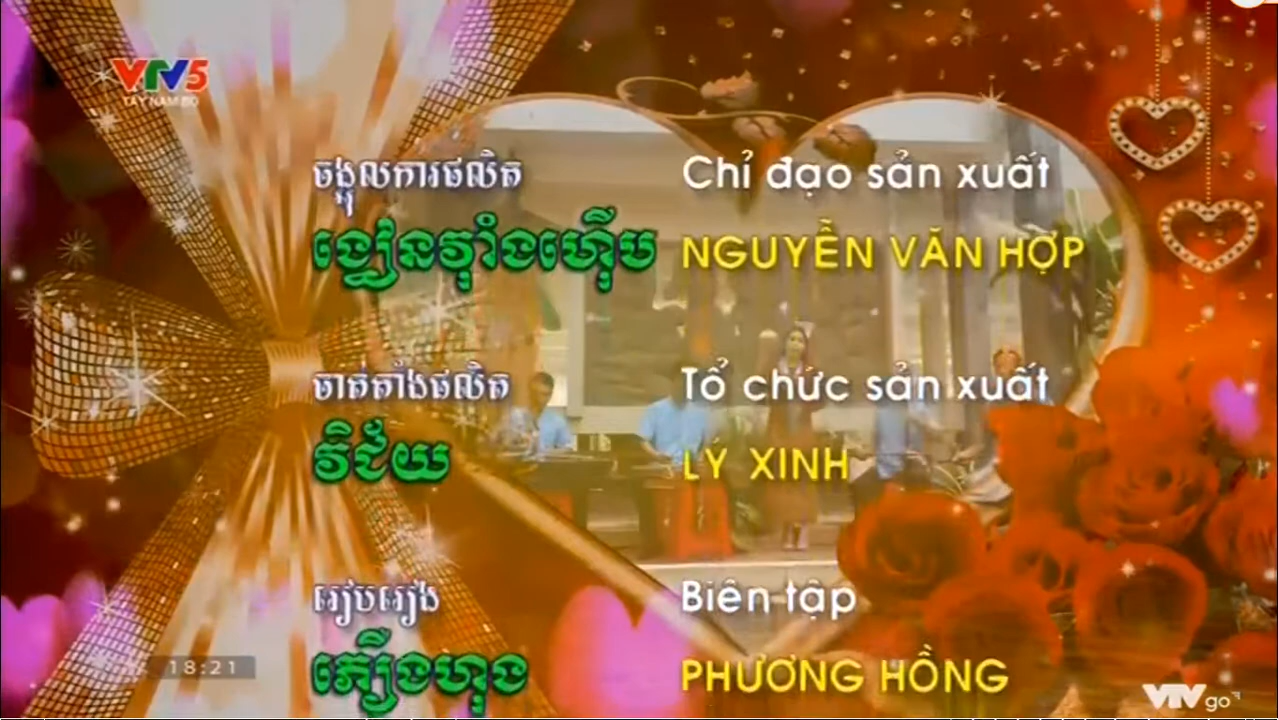 VTV5
TÂY NAM BỘ
ចង្អុលការផលិត Chỉ đạo sản xuất
ង្វៀនវ៉ាំងហ៊ើប NGUYỄN VĂN HỢP
ចាត់តាំងផលិត Tổ chức sản xuất
វិជ័យ LÝ XINH
រៀបរៀង Biên tập
ភឿងហុង PHƯƠNG HỒNG
18:21
VTVgo